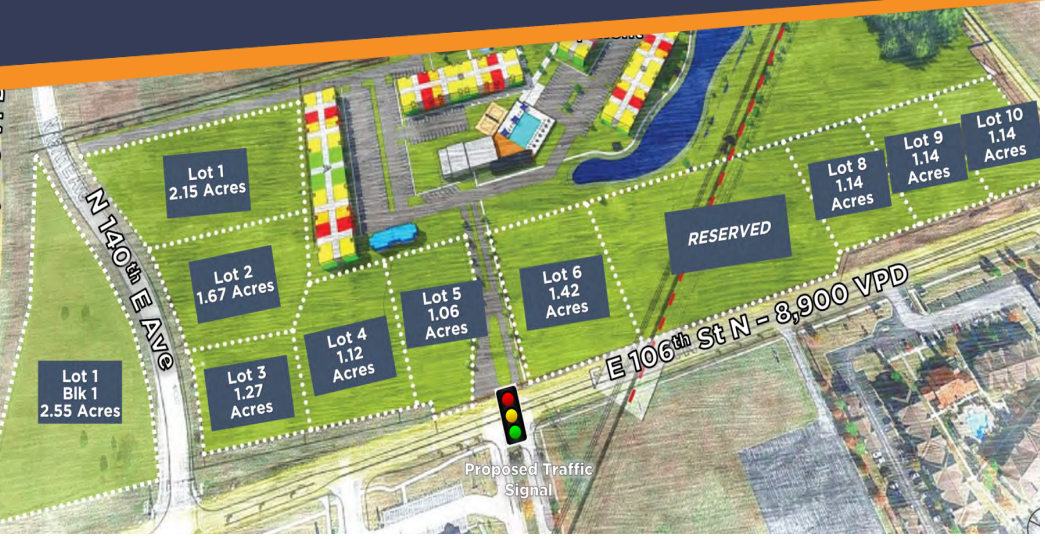 Lot 1
2.15 Acres
Lot 2
1.67 Acres
Lot 3
1.27
Acres
Lot 4
1.12
Acres
Lot 5
1.06
Acres
Lot 6
1.42
Acres
RESERVED
Lot 8
1.14
Acres
Lot 9
1.14
Acres
Lot 10
1.14
Acres
Lot 1
Blk 1
2.55 Acres
N 140th E Ave
E 106th St N - 8,900 VPD
Proposed Traffic
Signal